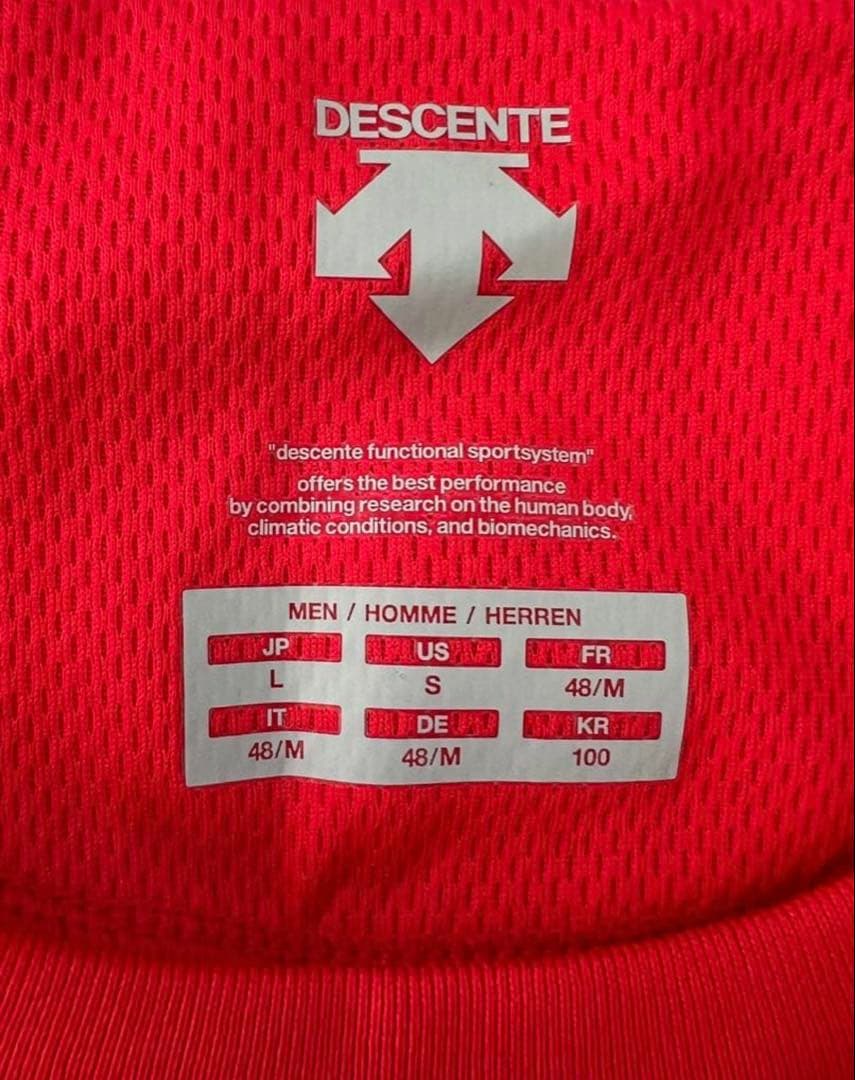 DESCENTE
"descente functional sportsystem"
offers the best performance
by combining research on the human body,
climatic conditions, and biomechanics.
MEN / HOMME / HERREN
JP US FR
L S 48/M
IT DE KR
48/M 48/M 100